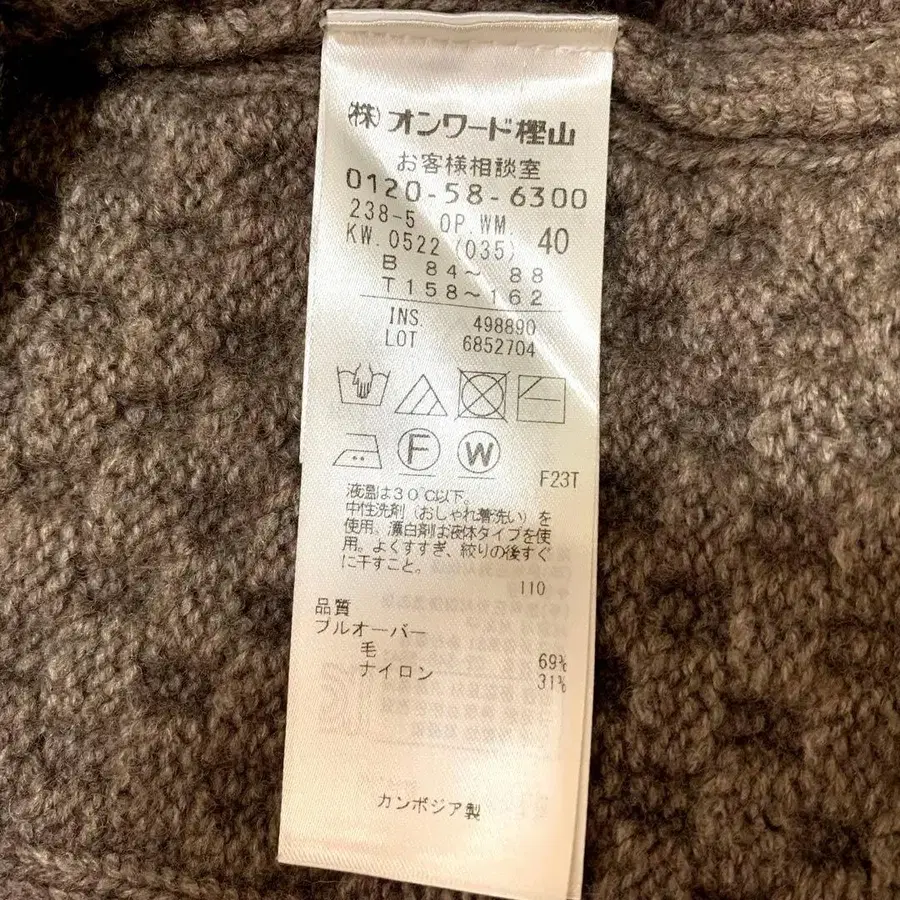 (株)オンワード樫山
お客様相談室
0120-58-6300
238-5 OP.WM. 40
KW.0522 (035)
B 84～ 88
T158～162
INS. 498890
LOT 6852704
F W
F23T
液温は30℃以下。
中性洗剤（おしゃれ着洗い）を
使用。漂白剤は液体タイプを使
用。よくすすぎ、絞りの後すぐ
に干すこと。
110
品質
プルオーバー
毛 69%
ナイロン 31%
カンボジア製